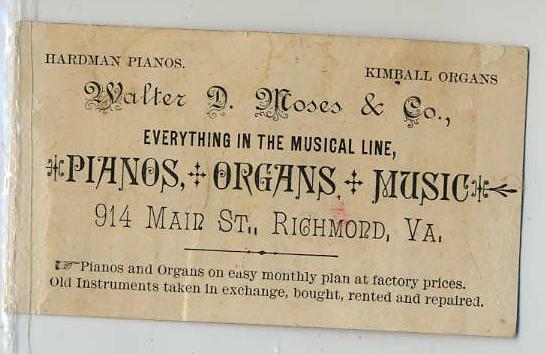 HARDMAN PIANOS.
KIMBALL ORGANS
Walter D. Moses & Co.,
EVERYTHING IN THE MUSICAL LINE,
PIANOS, ORGANS, MUSIC
914 MAIN ST., RICHMOND, VA.
☞Pianos and Organs on easy monthly plan at factory prices.
Old Instruments taken in exchange, bought, rented and repaired.